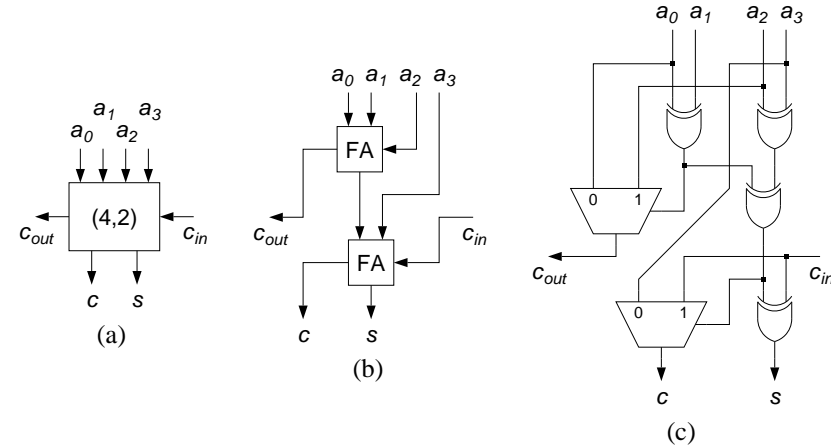 a0 a1 a2 a3
(4,2)
cout cin
c s
(a)
a0 a1 a2 a3
FA
cout cin
FA
c s
(b)
a0 a1 a2 a3
0 1
cout cin
0 1
c s
(c)